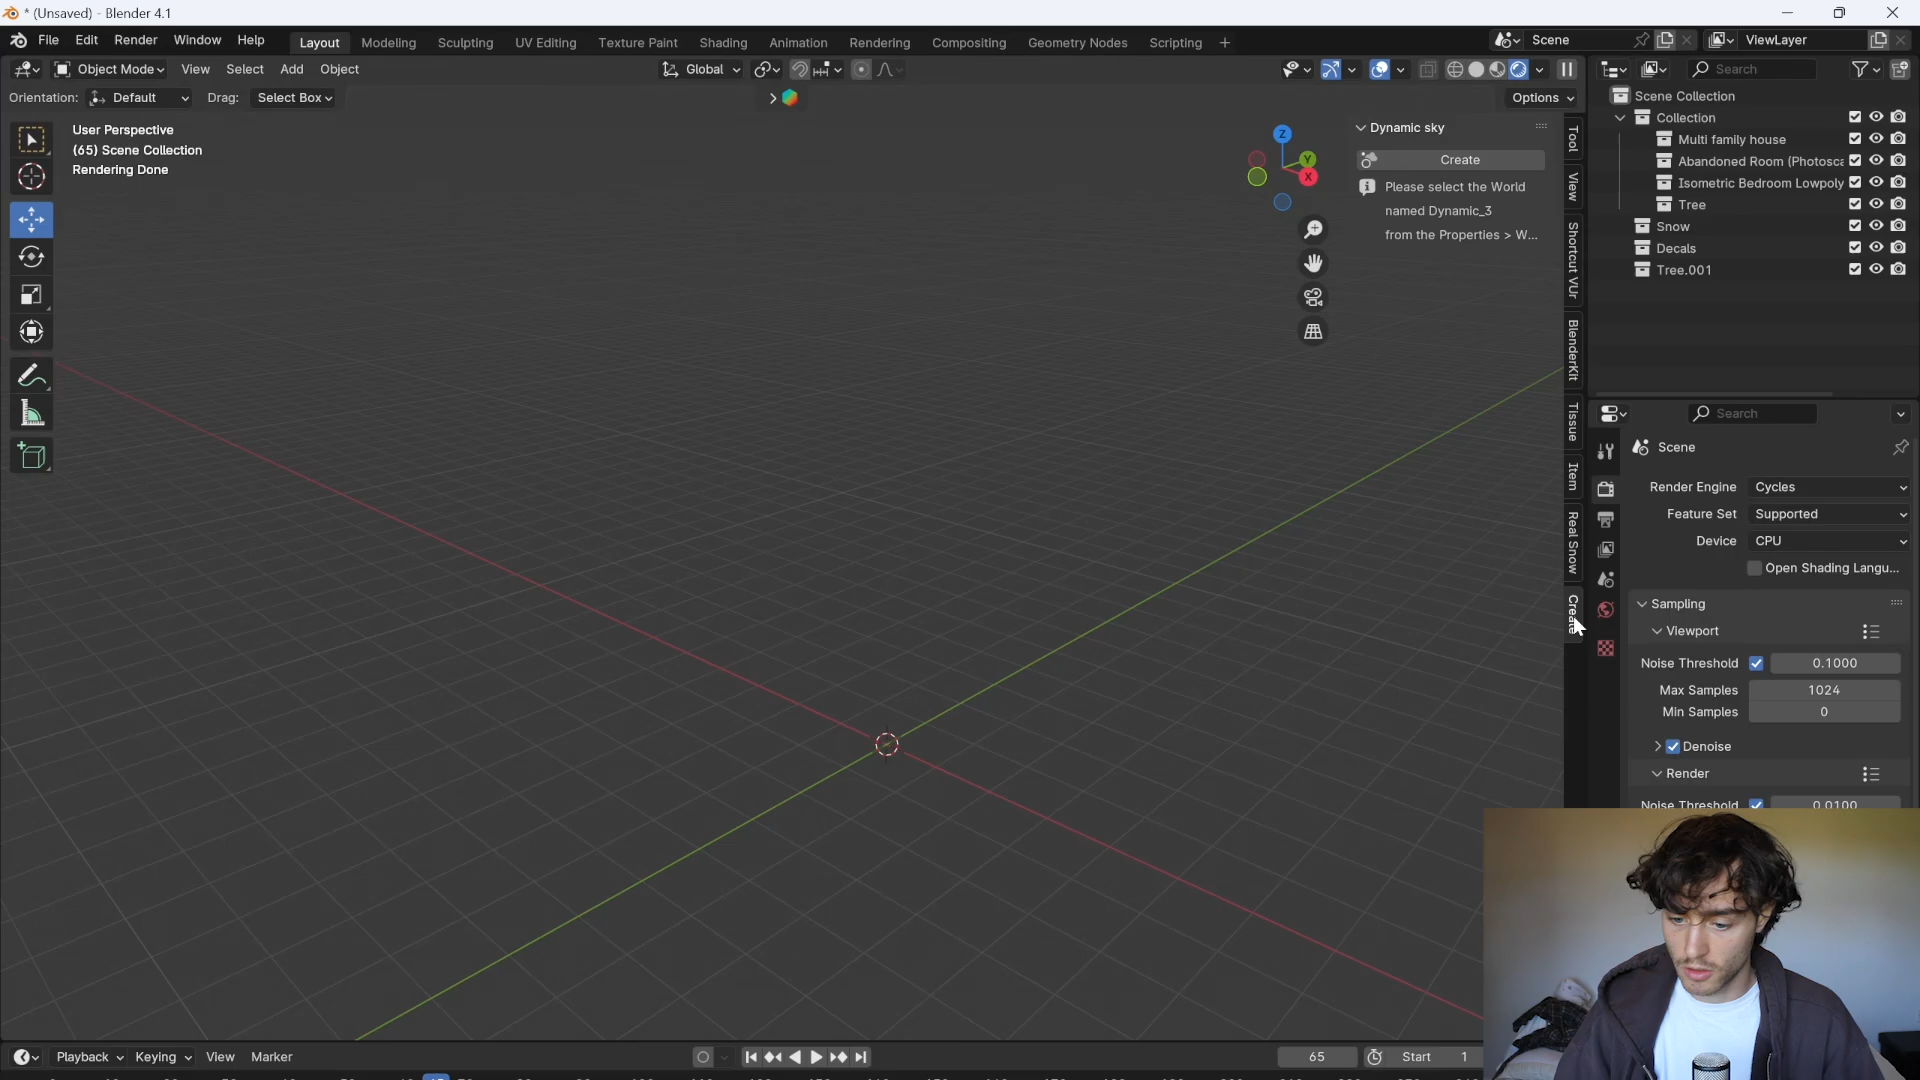 * (Unsaved) - Blender 4.1
File Edit Render Window Help Layout Modeling Sculpting UV Editing Texture Paint Shading Animation Rendering Compositing Geometry Nodes Scripting + Scene ViewLayer
Object Mode View Select Add Object Global Search
Orientation: Default Drag: Select Box Options
User Perspective
(65) Scene Collection
Rendering Done
Z
Y
X
Dynamic sky
Create
Please select the World
named Dynamic_3
from the Properties > W...
Tool
View
Shortcut VUr
BlenderKit
Tissue
Item
Real Snow
Create
Scene Collection
Collection
Multi family house
Abandoned Room (Photosca
Isometric Bedroom Lowpoly
Tree
Snow
Decals
Tree.001
Search
Scene
Render Engine Cycles
Feature Set Supported
Device CPU
Open Shading Langu...
Sampling
Viewport
Noise Threshold 0.1000
Max Samples 1024
Min Samples 0
Denoise
Render
Noise Threshold 0.0100
Playback Keying View Marker 65 Start 1